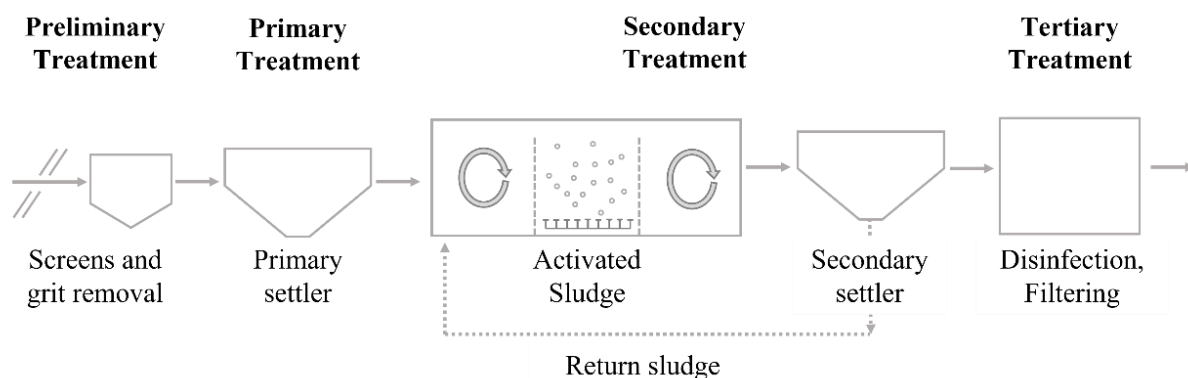 Preliminary
Treatment
Primary
Treatment
Secondary
Treatment
Tertiary
Treatment
Screens and
grit removal
Primary
settler
Activated
Sludge
Secondary
settler
Disinfection,
Filtering
Return sludge